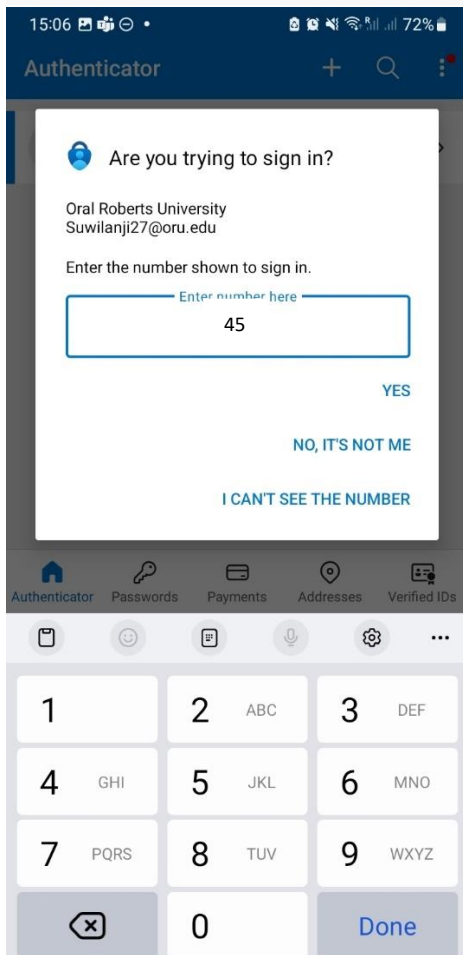 15:06 72%
Authenticator
Are you trying to sign in?
Oral Roberts University
Suwilanji27@oru.edu
Enter the number shown to sign in.
Enter number here
45
YES
NO, IT'S NOT ME
I CAN'T SEE THE NUMBER
Authenticator Passwords Payments Addresses Verified IDs
1 2 ABC 3 DEF
4 GHI 5 JKL 6 MNO
7 PQRS 8 TUV 9 WXYZ
0 Done